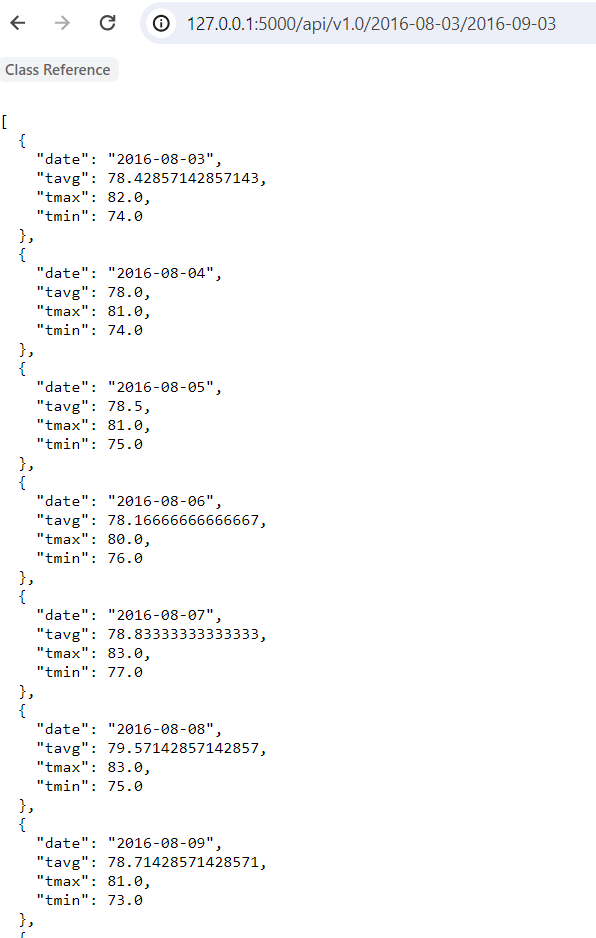 127.0.0.1:5000/api/v1.0/2016-08-03/2016-09-03
Class Reference
[
  {
    "date": "2016-08-03",
    "tavg": 78.42857142857143,
    "tmax": 82.0,
    "tmin": 74.0
  },
  {
    "date": "2016-08-04",
    "tavg": 78.0,
    "tmax": 81.0,
    "tmin": 74.0
  },
  {
    "date": "2016-08-05",
    "tavg": 78.5,
    "tmax": 81.0,
    "tmin": 75.0
  },
  {
    "date": "2016-08-06",
    "tavg": 78.16666666666667,
    "tmax": 80.0,
    "tmin": 76.0
  },
  {
    "date": "2016-08-07",
    "tavg": 78.83333333333333,
    "tmax": 83.0,
    "tmin": 77.0
  },
  {
    "date": "2016-08-08",
    "tavg": 79.57142857142857,
    "tmax": 83.0,
    "tmin": 75.0
  },
  {
    "date": "2016-08-09",
    "tavg": 78.71428571428571,
    "tmax": 81.0,
    "tmin": 73.0
  },
  {